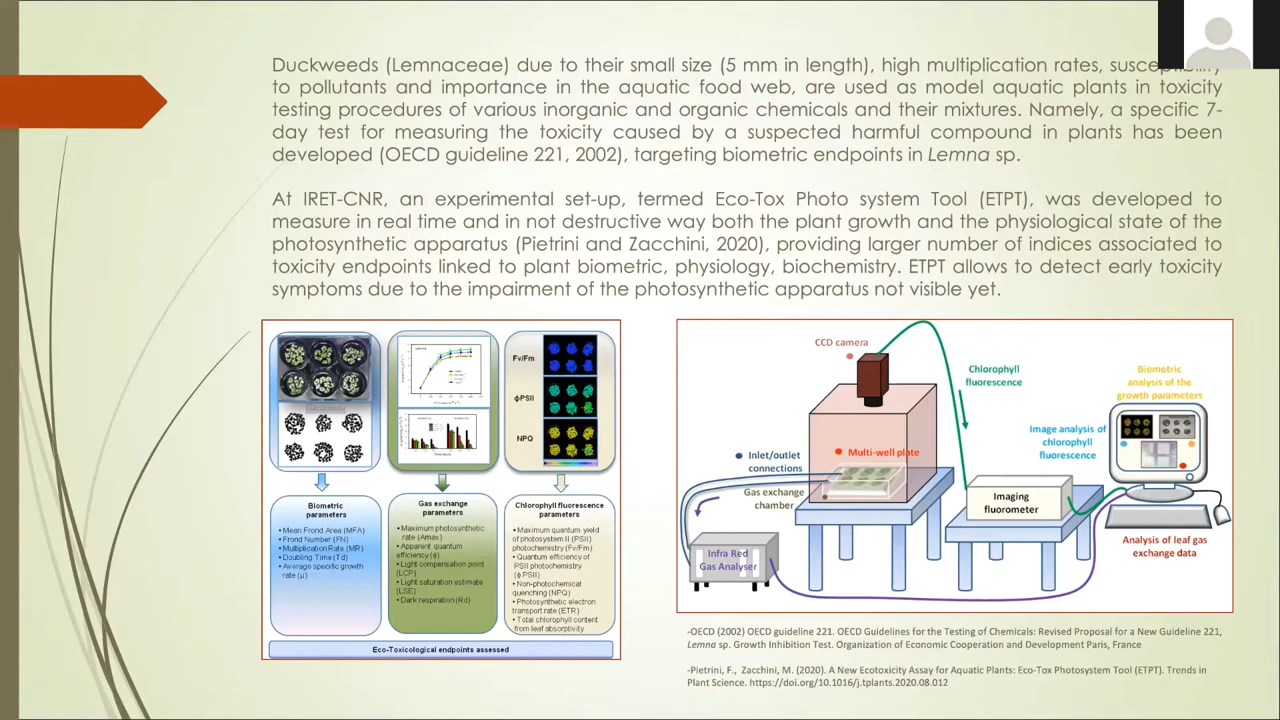 Duckweeds (Lemnaceae) due to their small size (5 mm in length), high multiplication rates, susceptibility
to pollutants and importance in the aquatic food web, are used as model aquatic plants in toxicity
testing procedures of various inorganic and organic chemicals and their mixtures. Namely, a specific 7-
day test for measuring the toxicity caused by a suspected harmful compound in plants has been
developed (OECD guideline 221, 2002), targeting biometric endpoints in Lemna sp.
At IRET-CNR, an experimental set-up, termed Eco-Tox Photo system Tool (ETPT), was developed to
measure in real time and in not destructive way both the plant growth and the physiological state of the
photosynthetic apparatus (Pietrini and Zacchini, 2020), providing larger number of indices associated to
toxicity endpoints linked to plant biometric, physiology, biochemistry. ETPT allows to detect early toxicity
symptoms due to the impairment of the photosynthetic apparatus not visible yet.
Fv/Fm
ϕPSII
NPQ
Biometric
parameters
• Mean Frond Area (MFA)
• Frond Number (FN)
• Multiplication Rate (MR)
• Doubling Time (Td)
• Average specific growth
rate (μ)
Gas exchange
parameters
• Maximum photosynthetic
rate (Amax)
• Apparent quantum
efficiency (ϕ)
• Light compensation point
(LCP)
• Light saturation estimate
(LSE)
• Dark respiration (Rd)
Chlorophyll fluorescence
parameters
• Maximum quantum yield
of photosystem II (PSII)
photochemistry (Fv/Fm)
• Quantum efficiency of
PSII photochemistry
(ϕPSII)
• Non-photochemical
quenching (NPQ)
• Photosynthetic electron
transport rate (ETR)
• Total chlorophyll content
from leaf absorptivity
Eco-Toxicological endpoints assessed
CCD camera
Chlorophyll
fluorescence
Biometric
analysis of the
growth parameters
Image analysis of
chlorophyll
fluorescence
Multi-well plate
Inlet/outlet
connections
Gas exchange
chamber
Imaging
fluorometer
Infra Red
Gas Analyser
Analysis of leaf gas
exchange data
-OECD (2002) OECD guideline 221. OECD Guidelines for the Testing of Chemicals: Revised Proposal for a New Guideline 221,
Lemna sp. Growth Inhibition Test. Organization of Economic Cooperation and Development Paris, France
-Pietrini, F., Zacchini, M. (2020). A New Ecotoxicity Assay for Aquatic Plants: Eco-Tox Photosystem Tool (ETPT). Trends in
Plant Science. https://doi.org/10.1016/j.tplants.2020.08.012